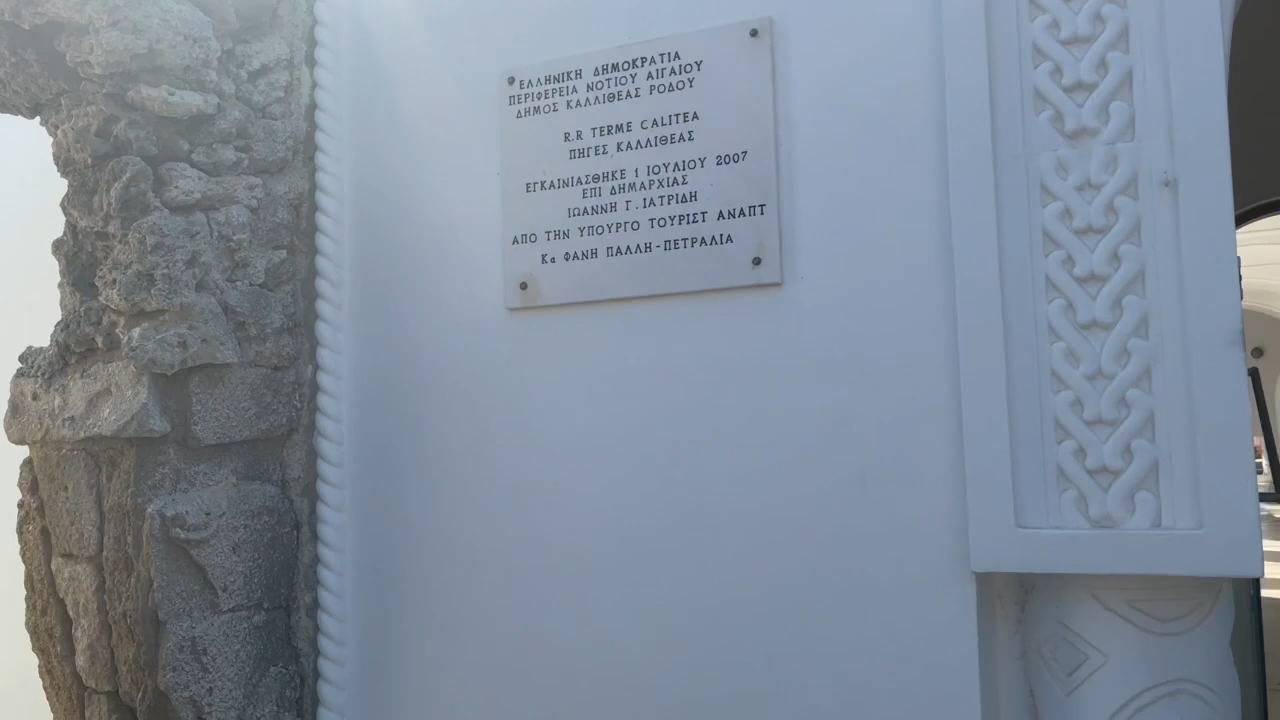 ΕΛΛΗΝΙΚΗ ΔΗΜΟΚΡΑΤΙΑ
ΠΕΡΙΦΕΡΕΙΑ ΝΟΤΙΟΥ ΑΙΓΑΙΟΥ
ΔΗΜΟΣ ΚΑΛΛΙΘΕΑΣ ΡΟΔΟΥ
R.R TERME CALITEA
ΠΗΓΕΣ ΚΑΛΛΙΘΕΑΣ
ΕΓΚΑΙΝΙΑΣΘΗΚΕ 1 ΙΟΥΛΙΟΥ 2007
ΕΠΙ ΔΗΜΑΡΧΙΑΣ
ΙΩΑΝΝΗ Γ. ΙΑΤΡΙΔΗ
ΑΠΟ ΤΗΝ ΥΠΟΥΡΓΟ ΤΟΥΡΙΣΤ ΑΝΑΠΤ
Κα ΦΑΝΗ ΠΑΛΛΗ-ΠΕΤΡΑΛΙΑ